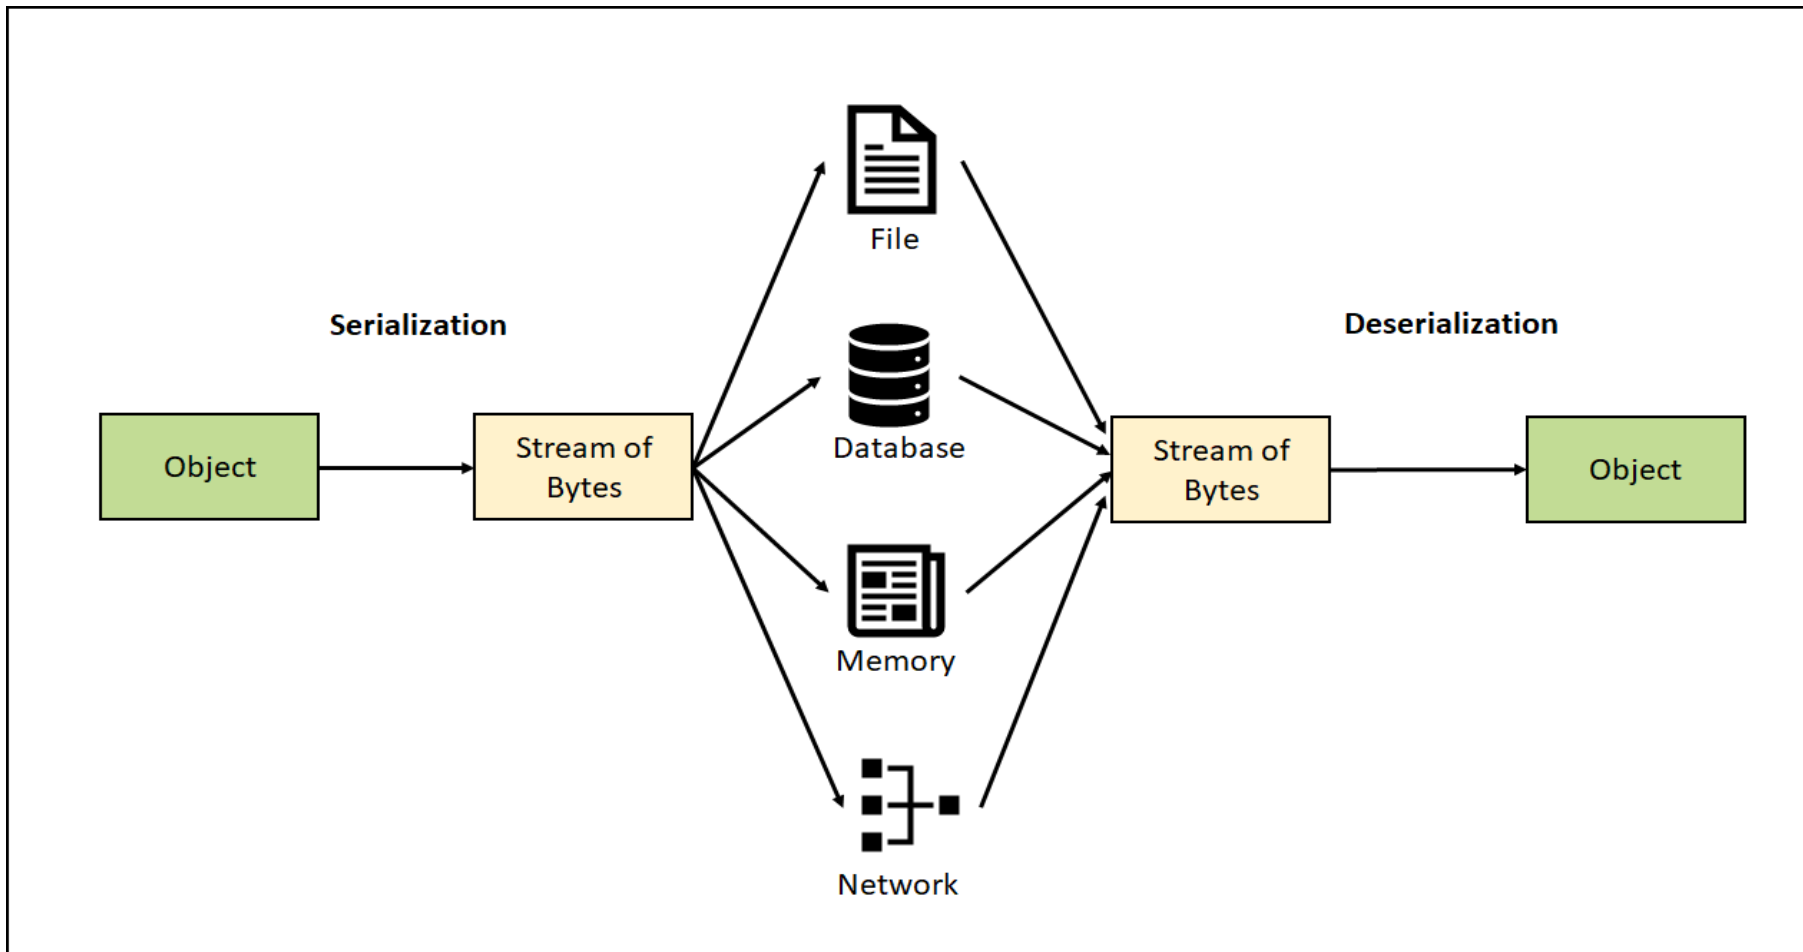 File
Serialization
Deserialization
Database
Object
Stream of
Bytes
Stream of
Bytes
Object
Memory
Network